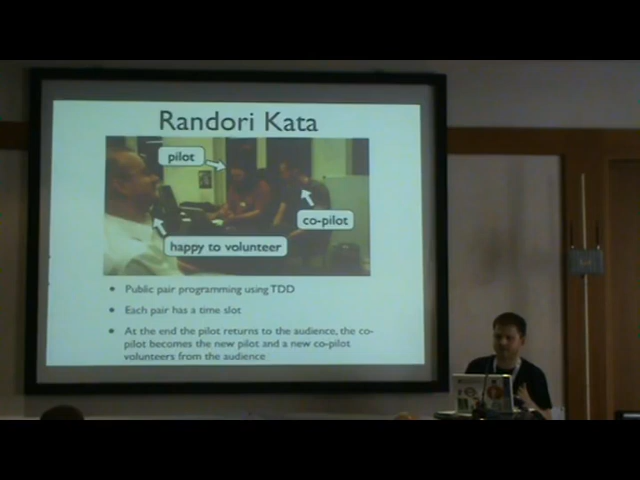 Randori Kata
pilot
co-pilot
happy to volunteer
• Public pair programming using TDD
• Each pair has a time slot
• At the end the pilot returns to the audience, the co-
pilot becomes the new pilot and a new co-pilot
volunteers from the audience